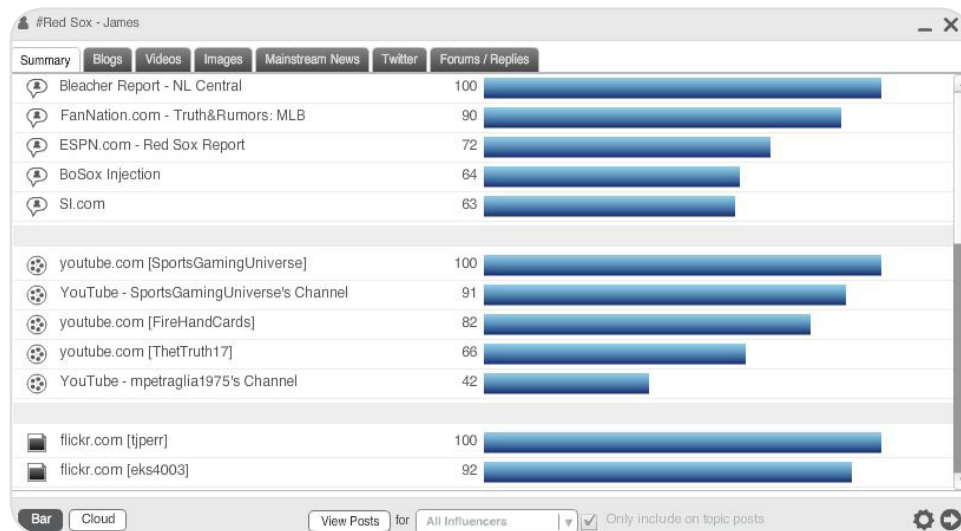 #Red Sox - James
Summary Blogs Videos Images Mainstream News Twitter Forums / Replies
Bleacher Report - NL Central 100
FanNation.com - Truth&Rumors: MLB 90
ESPN.com - Red Sox Report 72
BoSox Injection 64
SI.com 63
youtube.com [SportsGamingUniverse] 100
YouTube - SportsGamingUniverse's Channel 91
youtube.com [FireHandCards] 82
youtube.com [ThetTruth17] 66
YouTube - mpetraglia1975's Channel 42
flickr.com [tjperr] 100
flickr.com [eks4003] 92
Bar Cloud View Posts for All Influencers Only include on topic posts